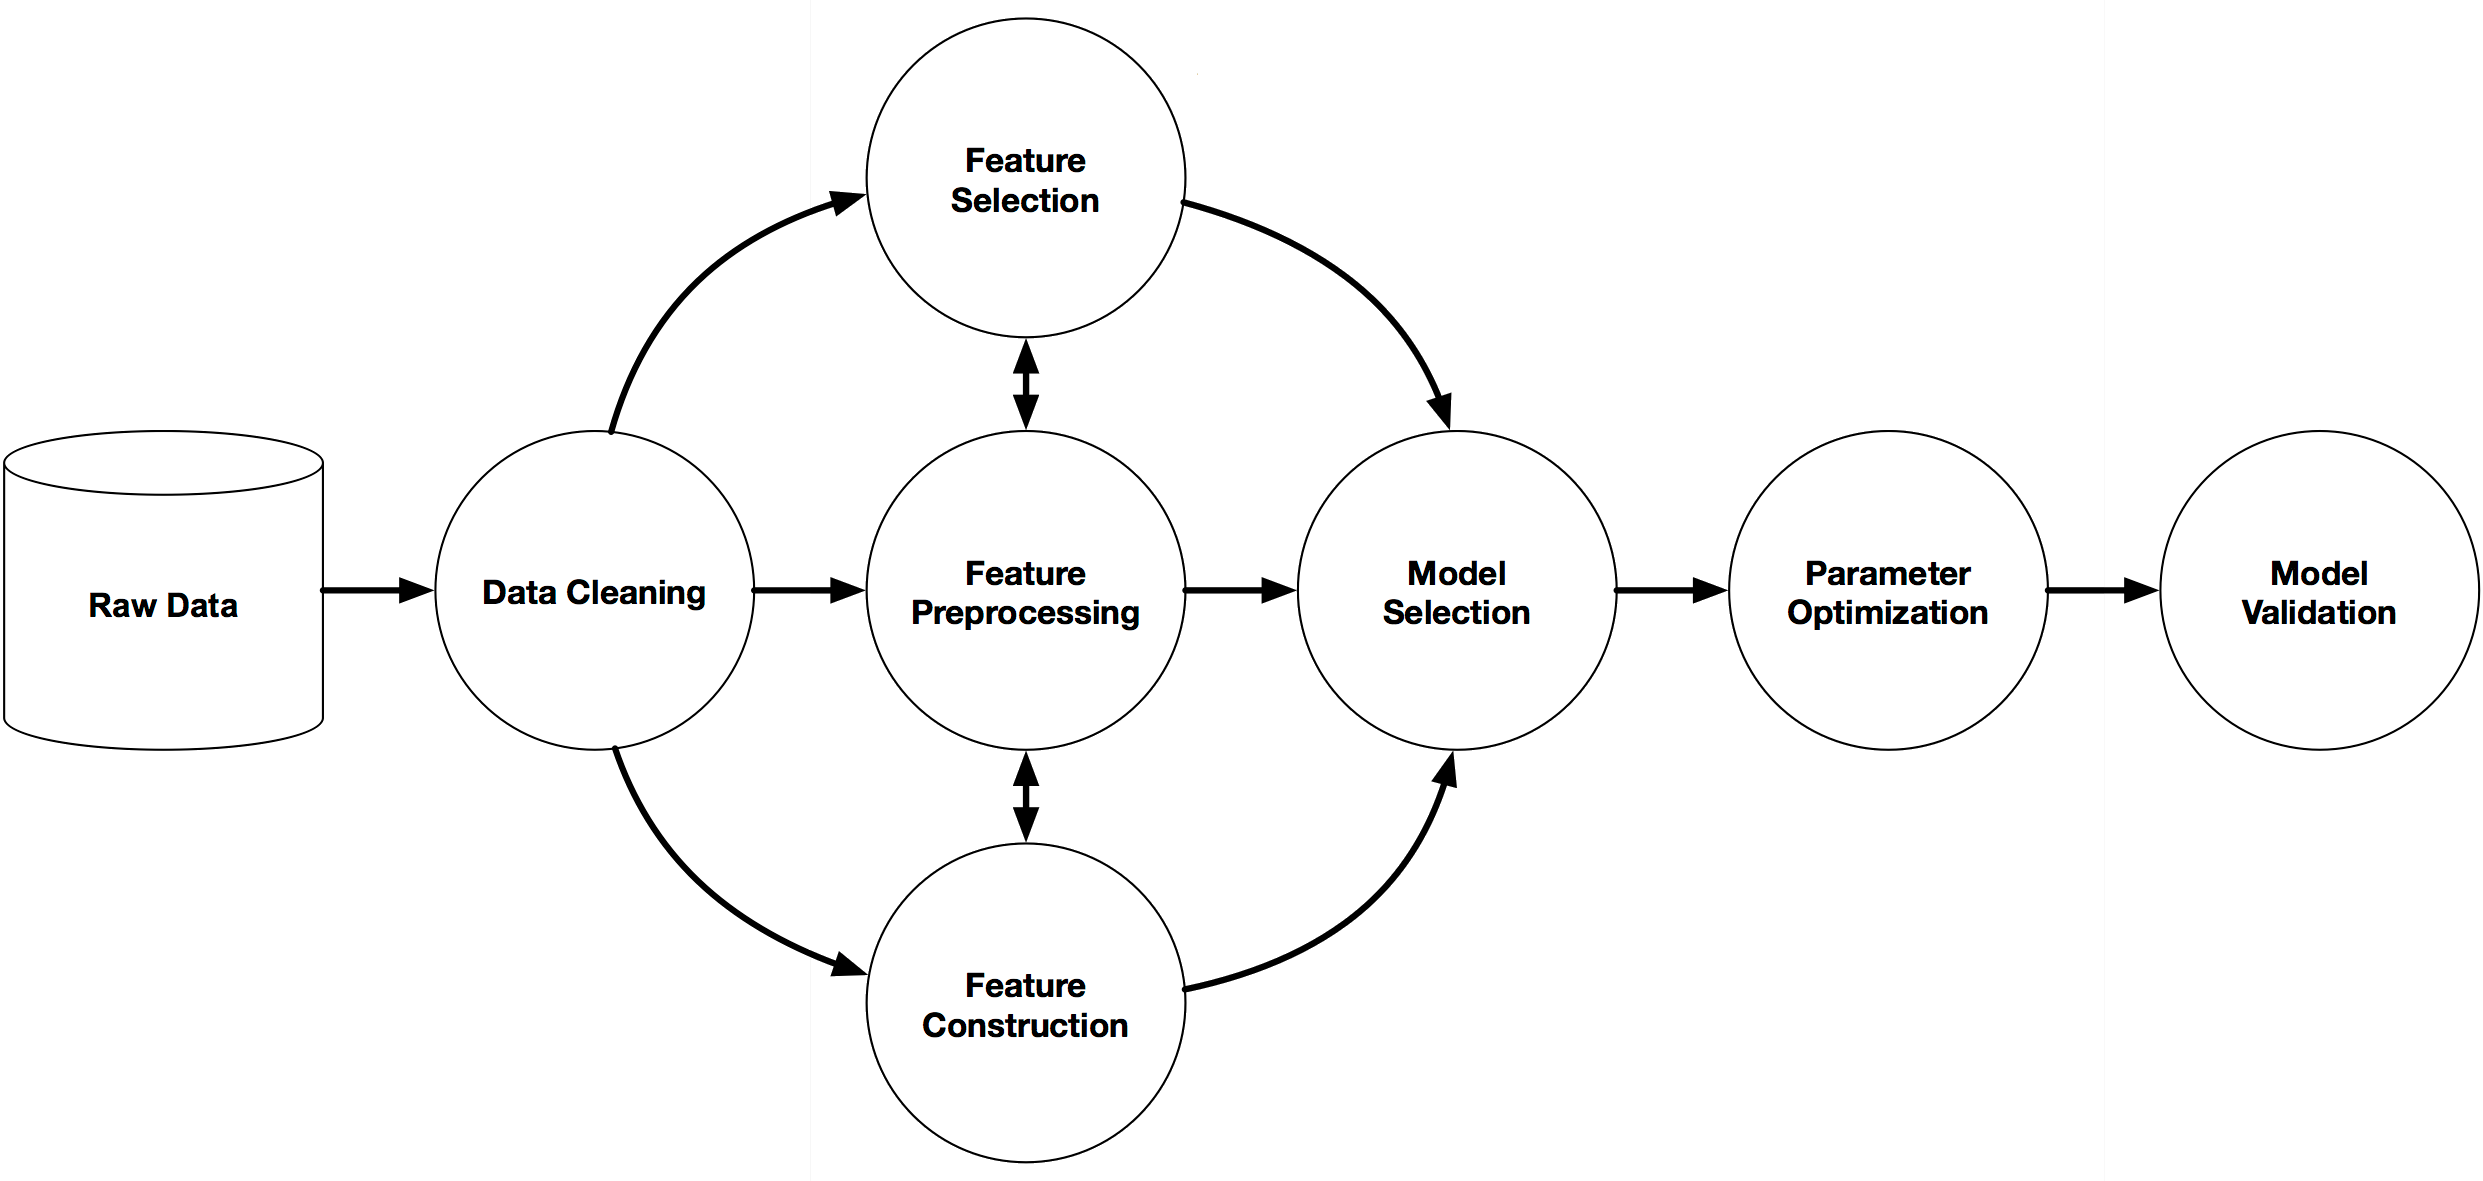 Feature
Selection
Raw Data
Data Cleaning
Feature
Preprocessing
Model
Selection
Parameter
Optimization
Model
Validation
Feature
Construction